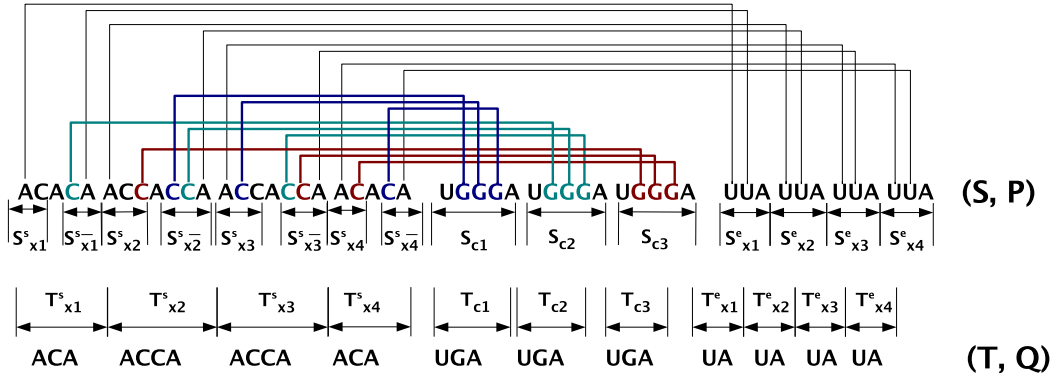 ACACA ACCACCA ACCACCA ACACA UGGGA UGGGA UGGGA UUA UUA UUA UUA (S, P)
Sˢx1 Sˢx̅1̅ Sˢx2 Sˢx̅2̅ Sˢx3 Sˢx̅3̅ Sˢx4 Sˢx̅4̅ Sc1 Sc2 Sc3 Sᵉx1 Sᵉx2 Sᵉx3 Sᵉx4
Tˢx1 Tˢx2 Tˢx3 Tˢx4 Tc1 Tc2 Tc3 Tᵉx1 Tᵉx2 Tᵉx3 Tᵉx4
ACA ACCA ACCA ACA UGA UGA UGA UA UA UA UA (T, Q)